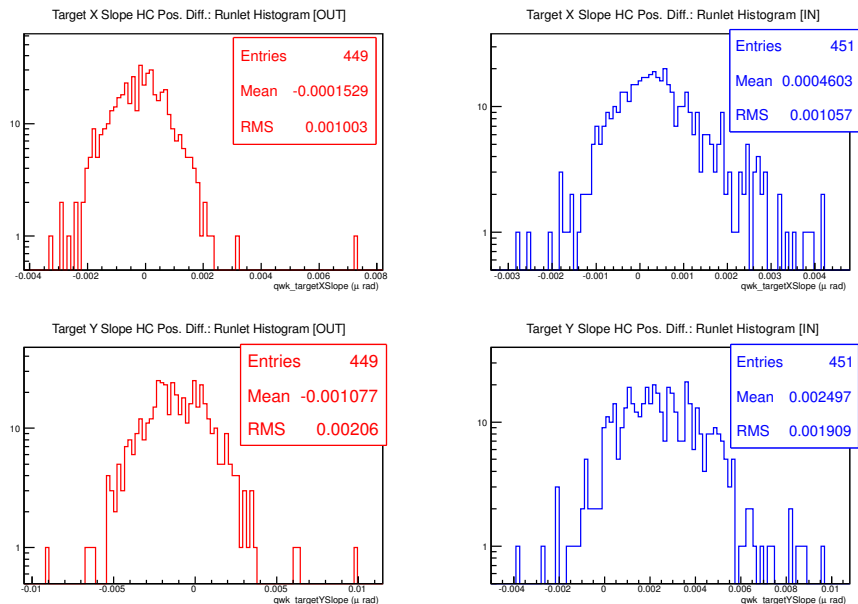 Target X Slope HC Pos. Diff.: Runlet Histogram [OUT]
Entries 449
Mean -0.0001529
RMS 0.001003
10
1
-0.004 -0.002 0 0.002 0.004 0.006 0.008
qwk_targetXSlope (μ rad)
Target X Slope HC Pos. Diff.: Runlet Histogram [IN]
Entries 451
Mean 0.0004603
RMS 0.001057
10
1
-0.003 -0.002 -0.001 0 0.001 0.002 0.003 0.004
qwk_targetXSlope (μ rad)
Target Y Slope HC Pos. Diff.: Runlet Histogram [OUT]
Entries 449
Mean -0.001077
RMS 0.00206
10
1
-0.01 -0.005 0 0.005 0.01
qwk_targetYSlope (μ rad)
Target Y Slope HC Pos. Diff.: Runlet Histogram [IN]
Entries 451
Mean 0.002497
RMS 0.001909
10
1
-0.004 -0.002 0 0.002 0.004 0.006 0.008 0.01
qwk_targetYSlope (μ rad)